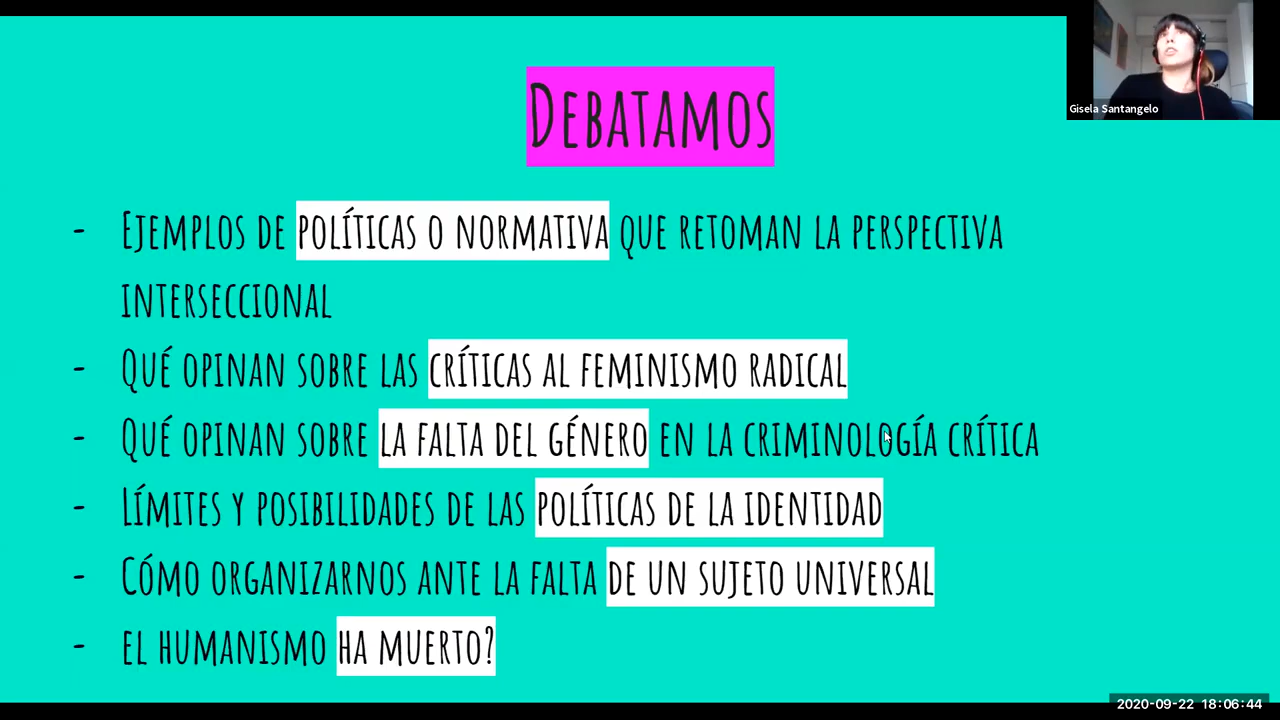 Debatamos
Gisela Santangelo
- Ejemplos de políticas o normativa que retoman la perspectiva
interseccional
- Qué opinan sobre las críticas al feminismo radical
- Qué opinan sobre la falta del género en la criminología crítica
- Límites y posibilidades de las políticas de la identidad
- Cómo organizarnos ante la falta de un sujeto universal
- el humanismo ha muerto?
2020-09-22 18:06:44